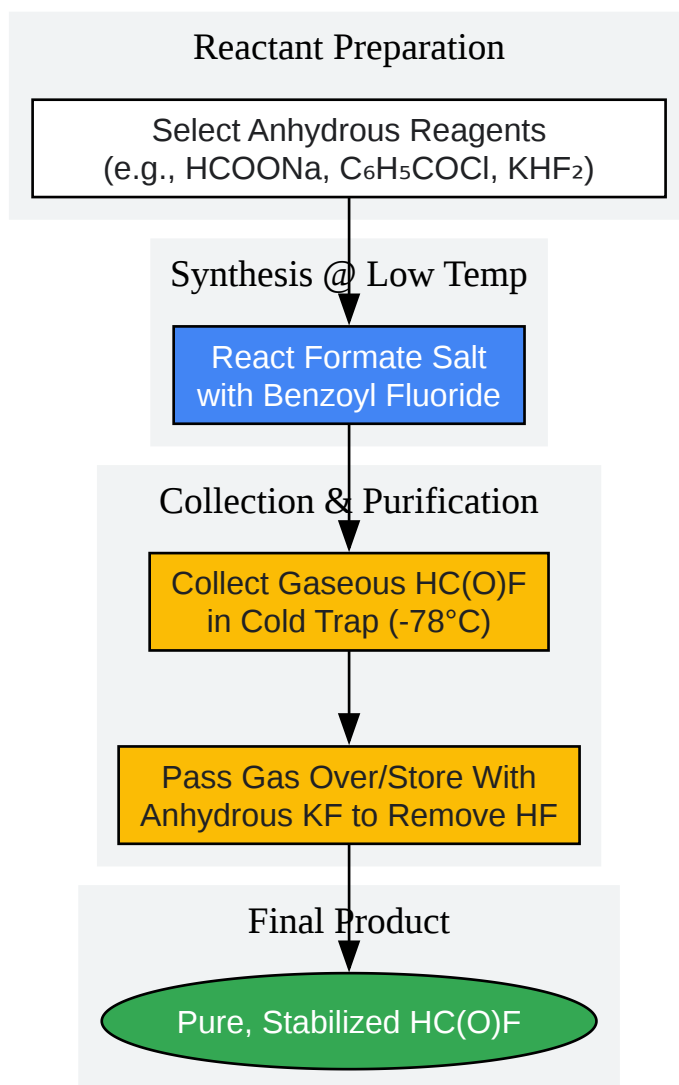 Reactant Preparation
Select Anhydrous Reagents
(e.g., HCOONa, C₆H₅COCl, KHF₂)
Synthesis @ Low Temp
React Formate Salt
with Benzoyl Fluoride
Collection & Purification
Collect Gaseous HC(O)F
in Cold Trap (-78°C)
Pass Gas Over/Store With
Anhydrous KF to Remove HF
Final Product
Pure, Stabilized HC(O)F